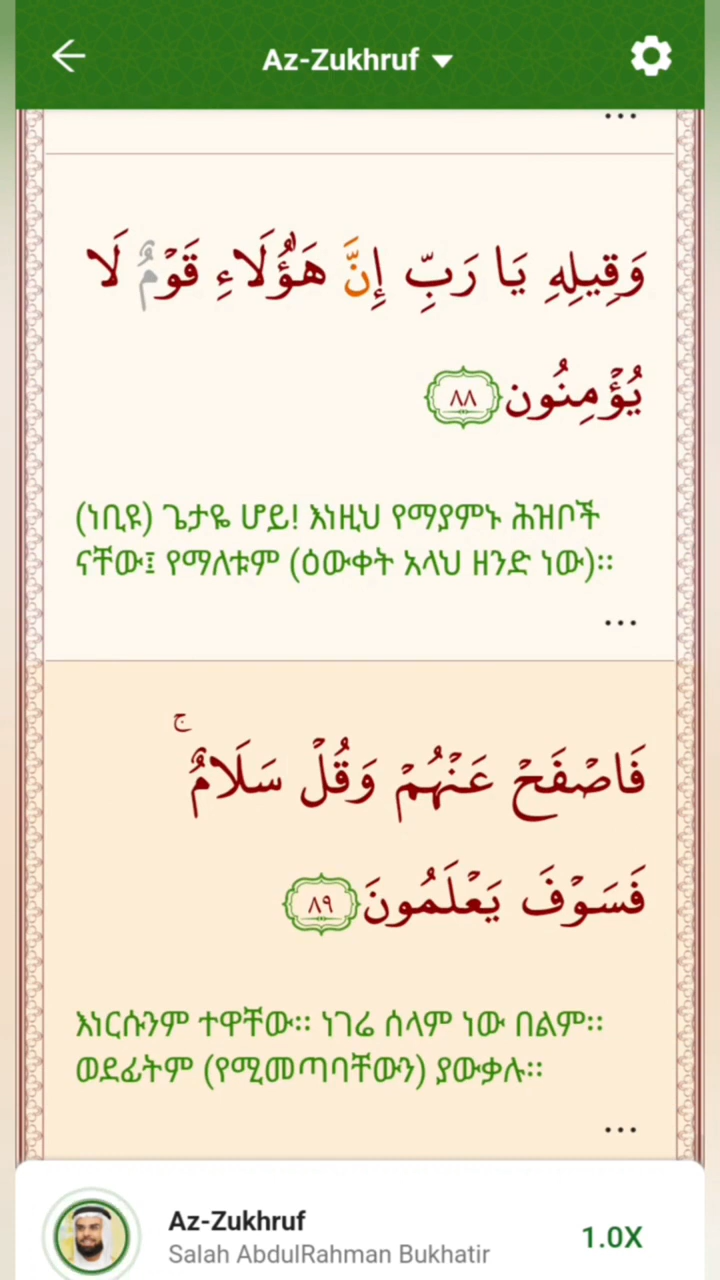 Az-Zukhruf
...
وَقِيلِهِ يَا رَبِّ إِنَّ هَؤُلَاءِ قَوْمٌ لَا
يُؤْمِنُون ٨٨
(ነቢዩ) ጌታዬ ሆይ! እነዚህ የማያምኑ ሕዝቦች
ናቸው፤ የማለቱም (ዕውቀት አላህ ዘንድ ነው)፡፡
...
فَاصْفَحْ عَنْهُمْ وَقُلْ سَلَامٌ ۚ
فَسَوْفَ يَعْلَمُونَ ٨٩
እነርሱንም ተዋቸው፡፡ ነገሬ ሰላም ነው በልም፡፡
ወደፊትም (የሚመጣባቸውን) ያውቃሉ፡፡
...
Az-Zukhruf
Salah AbdulRahman Bukhatir
1.0X